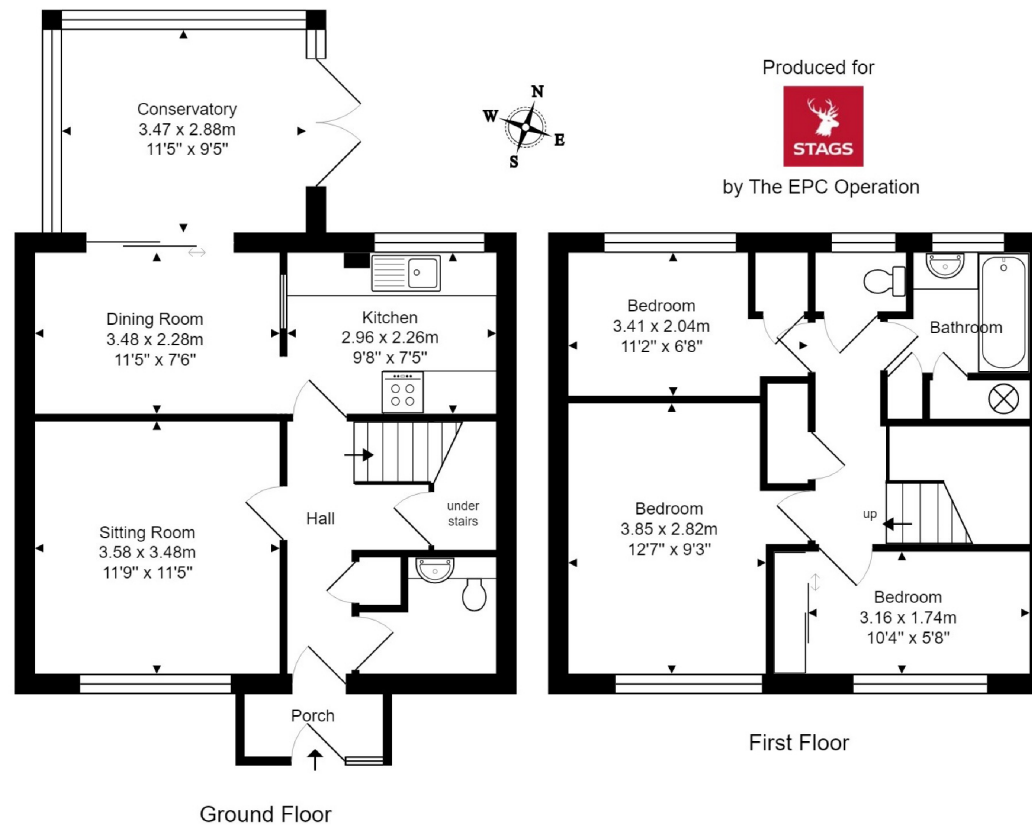 Conservatory
3.47 x 2.88m
11'5" x 9'5"
N
W
E
S
Produced for
STAGS
by The EPC Operation
Dining Room
3.48 x 2.28m
11'5" x 7'6"
Kitchen
2.96 x 2.26m
9'8" x 7'5"
Sitting Room
3.58 x 3.48m
11'9" x 11'5"
Hall
under
stairs
Porch
Ground Floor
Bedroom
3.41 x 2.04m
11'2" x 6'8"
Bathroom
Bedroom
3.85 x 2.82m
12'7" x 9'3"
up
Bedroom
3.16 x 1.74m
10'4" x 5'8"
First Floor